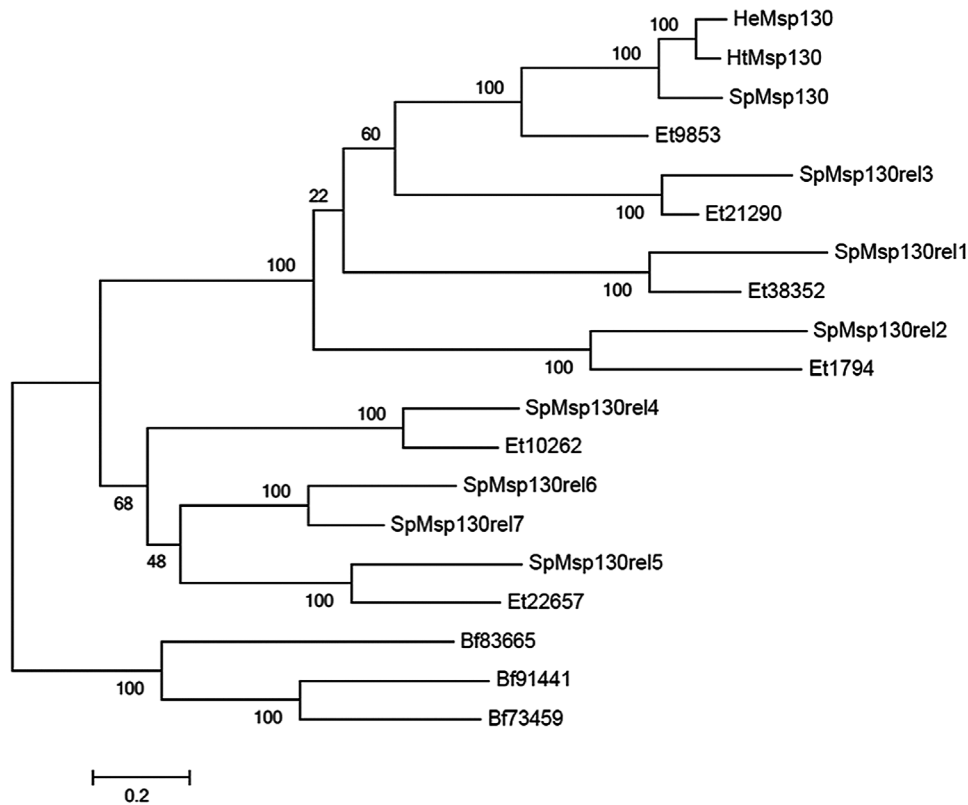 HeMsp130
100
HtMsp130
100
SpMsp130
100
Et9853
60
SpMsp130rel3
22
100
Et21290
SpMsp130rel1
100
100
Et38352
SpMsp130rel2
100
Et1794
SpMsp130rel4
100
Et10262
SpMsp130rel6
100
68
SpMsp130rel7
48
SpMsp130rel5
100
Et22657
Bf83665
100
Bf91441
100
Bf73459
0.2